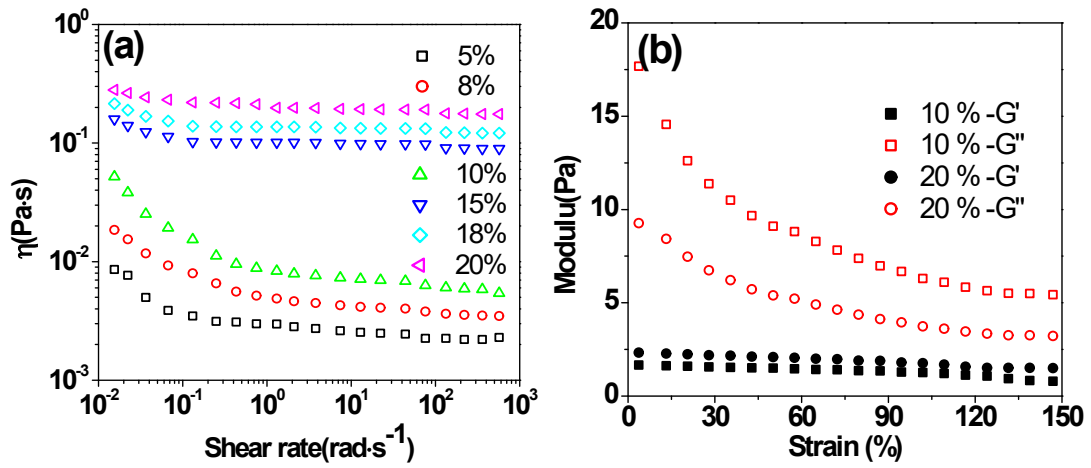 (a)
10⁰
10⁻¹
10⁻²
10⁻³
η(Pa·s)
5%
8%
10%
15%
18%
20%
10⁻² 10⁻¹ 10⁰ 10¹ 10² 10³
Shear rate(rad·s⁻¹)
(b)
20
15
10
5
0
Modulu(Pa)
10 % -G'
10 % -G''
20 % -G'
20 % -G''
0 30 60 90 120 150
Strain (%)